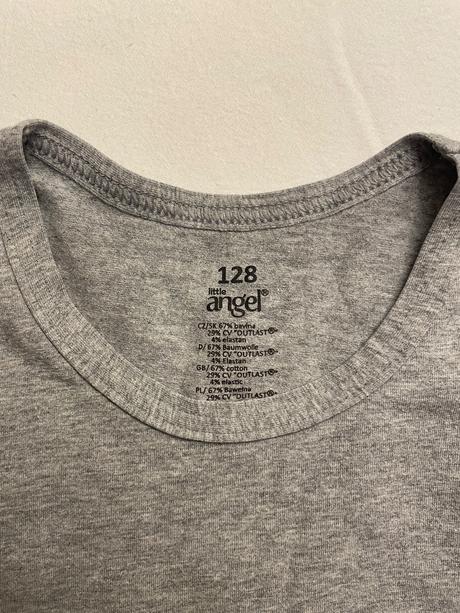 128
little
angel®
CZ/SK 67% bavlna
29% CV "OUTLAST®"
4% elastan
D/ 67% Baumwolle
29% CV "OUTLAST®"
4% Elastan
GB/ 67% cotton
29% CV "OUTLAST®"
4% elastic
PL/ 67% Bawełna
29% CV "OUTLAST®"